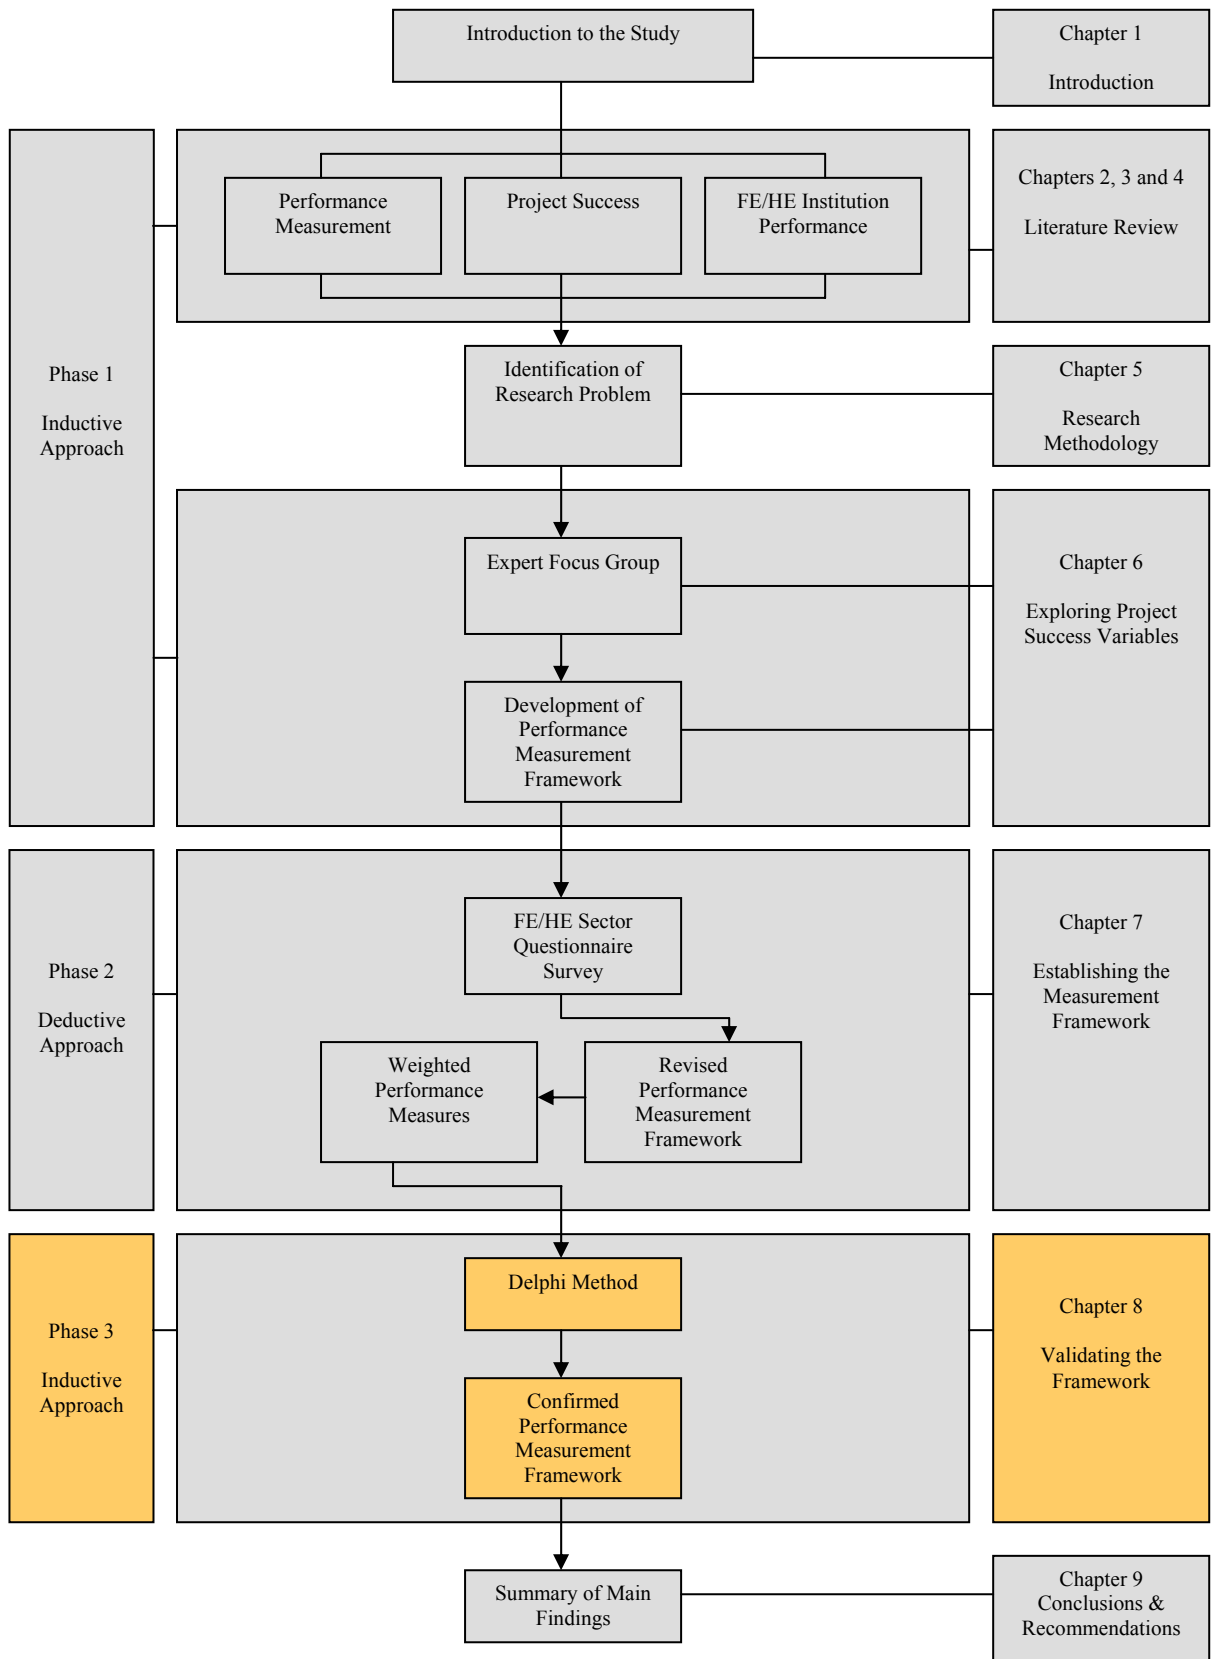 Introduction to the Study
Chapter 1
Introduction
Performance
Measurement
Project Success
FE/HE Institution
Performance
Chapters 2, 3 and 4
Literature Review
Phase 1
Inductive
Approach
Identification of
Research Problem
Chapter 5
Research
Methodology
Expert Focus Group
Chapter 6
Exploring Project
Success Variables
Development of
Performance
Measurement
Framework
Phase 2
Deductive
Approach
FE/HE Sector
Questionnaire
Survey
Chapter 7
Establishing the
Measurement
Framework
Weighted
Performance
Measures
Revised
Performance
Measurement
Framework
Phase 3
Inductive
Approach
Delphi Method
Chapter 8
Validating the
Framework
Confirmed
Performance
Measurement
Framework
Summary of Main
Findings
Chapter 9
Conclusions &
Recommendations